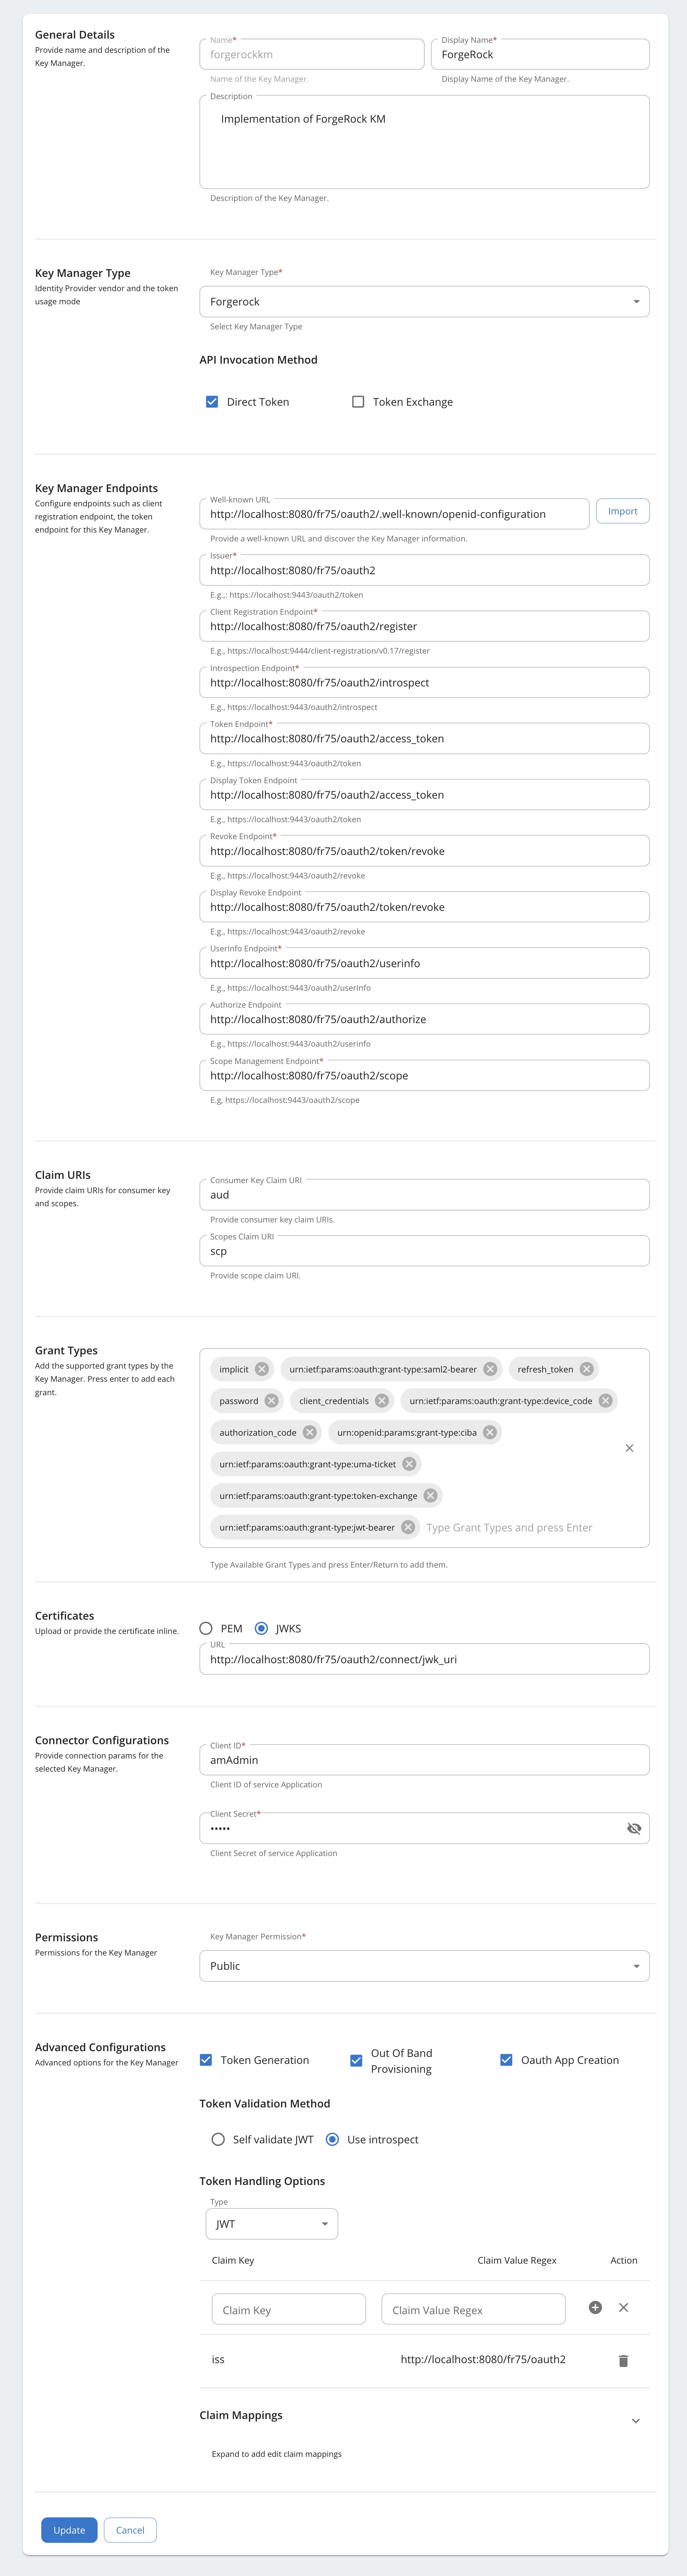 General Details
Provide name and description of the
Key Manager.
Name*
forgerockkm
Name of the Key Manager.
Display Name*
ForgeRock
Display Name of the Key Manager.
Description
Implementation of ForgeRock KM
Description of the Key Manager.
Key Manager Type
Identity Provider vendor and the token
usage mode
Key Manager Type*
Forgerock
Select Key Manager Type
API Invocation Method
Direct Token
Token Exchange
Key Manager Endpoints
Configure endpoints such as client
registration endpoint, the token
endpoint for this Key Manager.
Well-known URL
http://localhost:8080/fr75/oauth2/.well-known/openid-configuration
Import
Provide a well-known URL and discover the Key Manager information.
Issuer*
http://localhost:8080/fr75/oauth2
E.g.,: https://localhost:9443/oauth2/token
Client Registration Endpoint*
http://localhost:8080/fr75/oauth2/register
E.g., https://localhost:9444/client-registration/v0.17/register
Introspection Endpoint*
http://localhost:8080/fr75/oauth2/introspect
E.g., https://localhost:9443/oauth2/introspect
Token Endpoint*
http://localhost:8080/fr75/oauth2/access_token
E.g., https://localhost:9443/oauth2/token
Display Token Endpoint
http://localhost:8080/fr75/oauth2/access_token
E.g., https://localhost:9443/oauth2/token
Revoke Endpoint*
http://localhost:8080/fr75/oauth2/token/revoke
E.g., https://localhost:9443/oauth2/revoke
Display Revoke Endpoint
http://localhost:8080/fr75/oauth2/token/revoke
E.g., https://localhost:9443/oauth2/revoke
UserInfo Endpoint*
http://localhost:8080/fr75/oauth2/userinfo
E.g., https://localhost:9443/oauth2/userInfo
Authorize Endpoint
http://localhost:8080/fr75/oauth2/authorize
E.g., https://localhost:9443/oauth2/userinfo
Scope Management Endpoint*
http://localhost:8080/fr75/oauth2/scope
E.g, https://localhost:9443/oauth2/scope
Claim URIs
Provide claim URIs for consumer key
and scopes.
Consumer Key Claim URI
aud
Provide consumer key claim URIs.
Scopes Claim URI
scp
Provide scope claim URI.
Grant Types
Add the supported grant types by the
Key Manager. Press enter to add each
grant.
implicit urn:ietf:params:oauth:grant-type:saml2-bearer refresh_token
password client_credentials urn:ietf:params:oauth:grant-type:device_code
authorization_code urn:openid:params:grant-type:ciba
urn:ietf:params:oauth:grant-type:uma-ticket
urn:ietf:params:oauth:grant-type:token-exchange
urn:ietf:params:oauth:grant-type:jwt-bearer Type Grant Types and press Enter
Type Available Grant Types and press Enter/Return to add them.
Certificates
Upload or provide the certificate inline.
PEM JWKS
URL
http://localhost:8080/fr75/oauth2/connect/jwk_uri
Connector Configurations
Provide connection params for the
selected Key Manager.
Client ID*
amAdmin
Client ID of service Application
Client Secret*
•••••
Client Secret of service Application
Permissions
Permissions for the Key Manager
Key Manager Permission*
Public
Advanced Configurations
Advanced options for the Key Manager
Token Generation
Out Of Band
Provisioning
Oauth App Creation
Token Validation Method
Self validate JWT Use introspect
Token Handling Options
Type
JWT
Claim Key Claim Value Regex Action
Claim Key Claim Value Regex
iss http://localhost:8080/fr75/oauth2
Claim Mappings
Expand to add edit claim mappings
Update Cancel